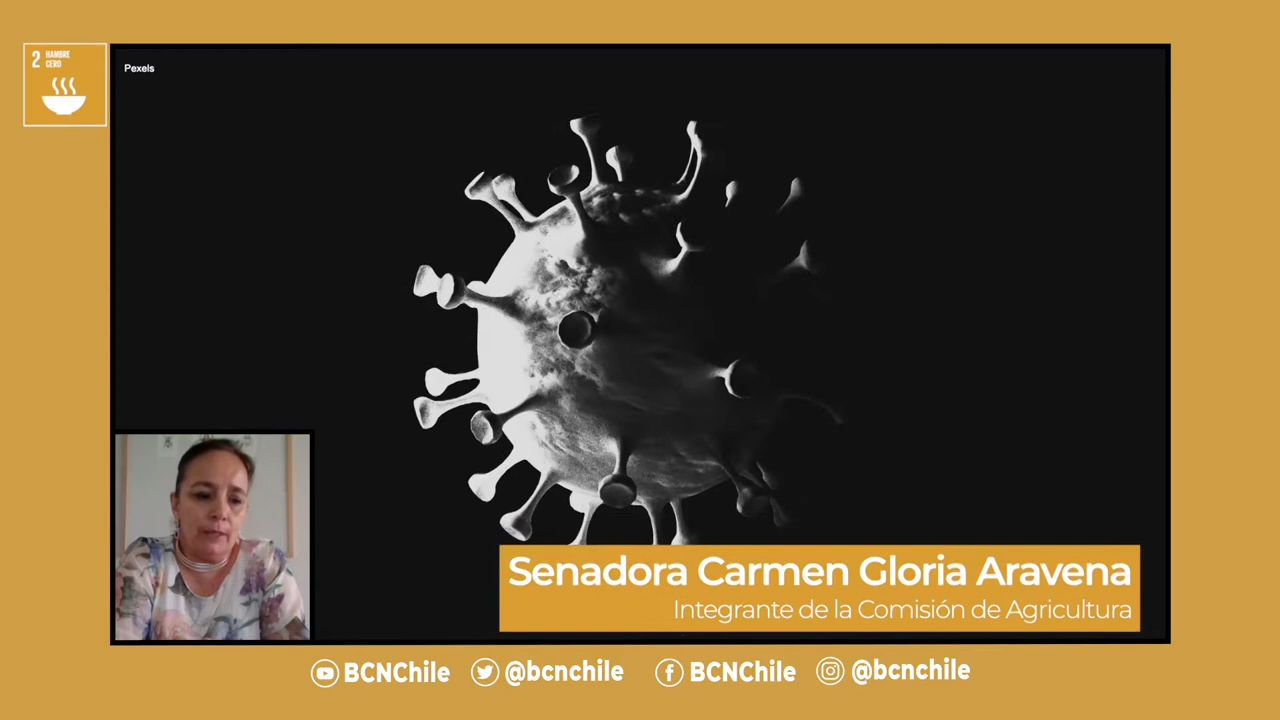 2 HAMBRE
CERO
Pexels
Senadora Carmen Gloria Aravena
Integrante de la Comisión de Agricultura
BCNChile @bcnchile BCNChile @bcnchile